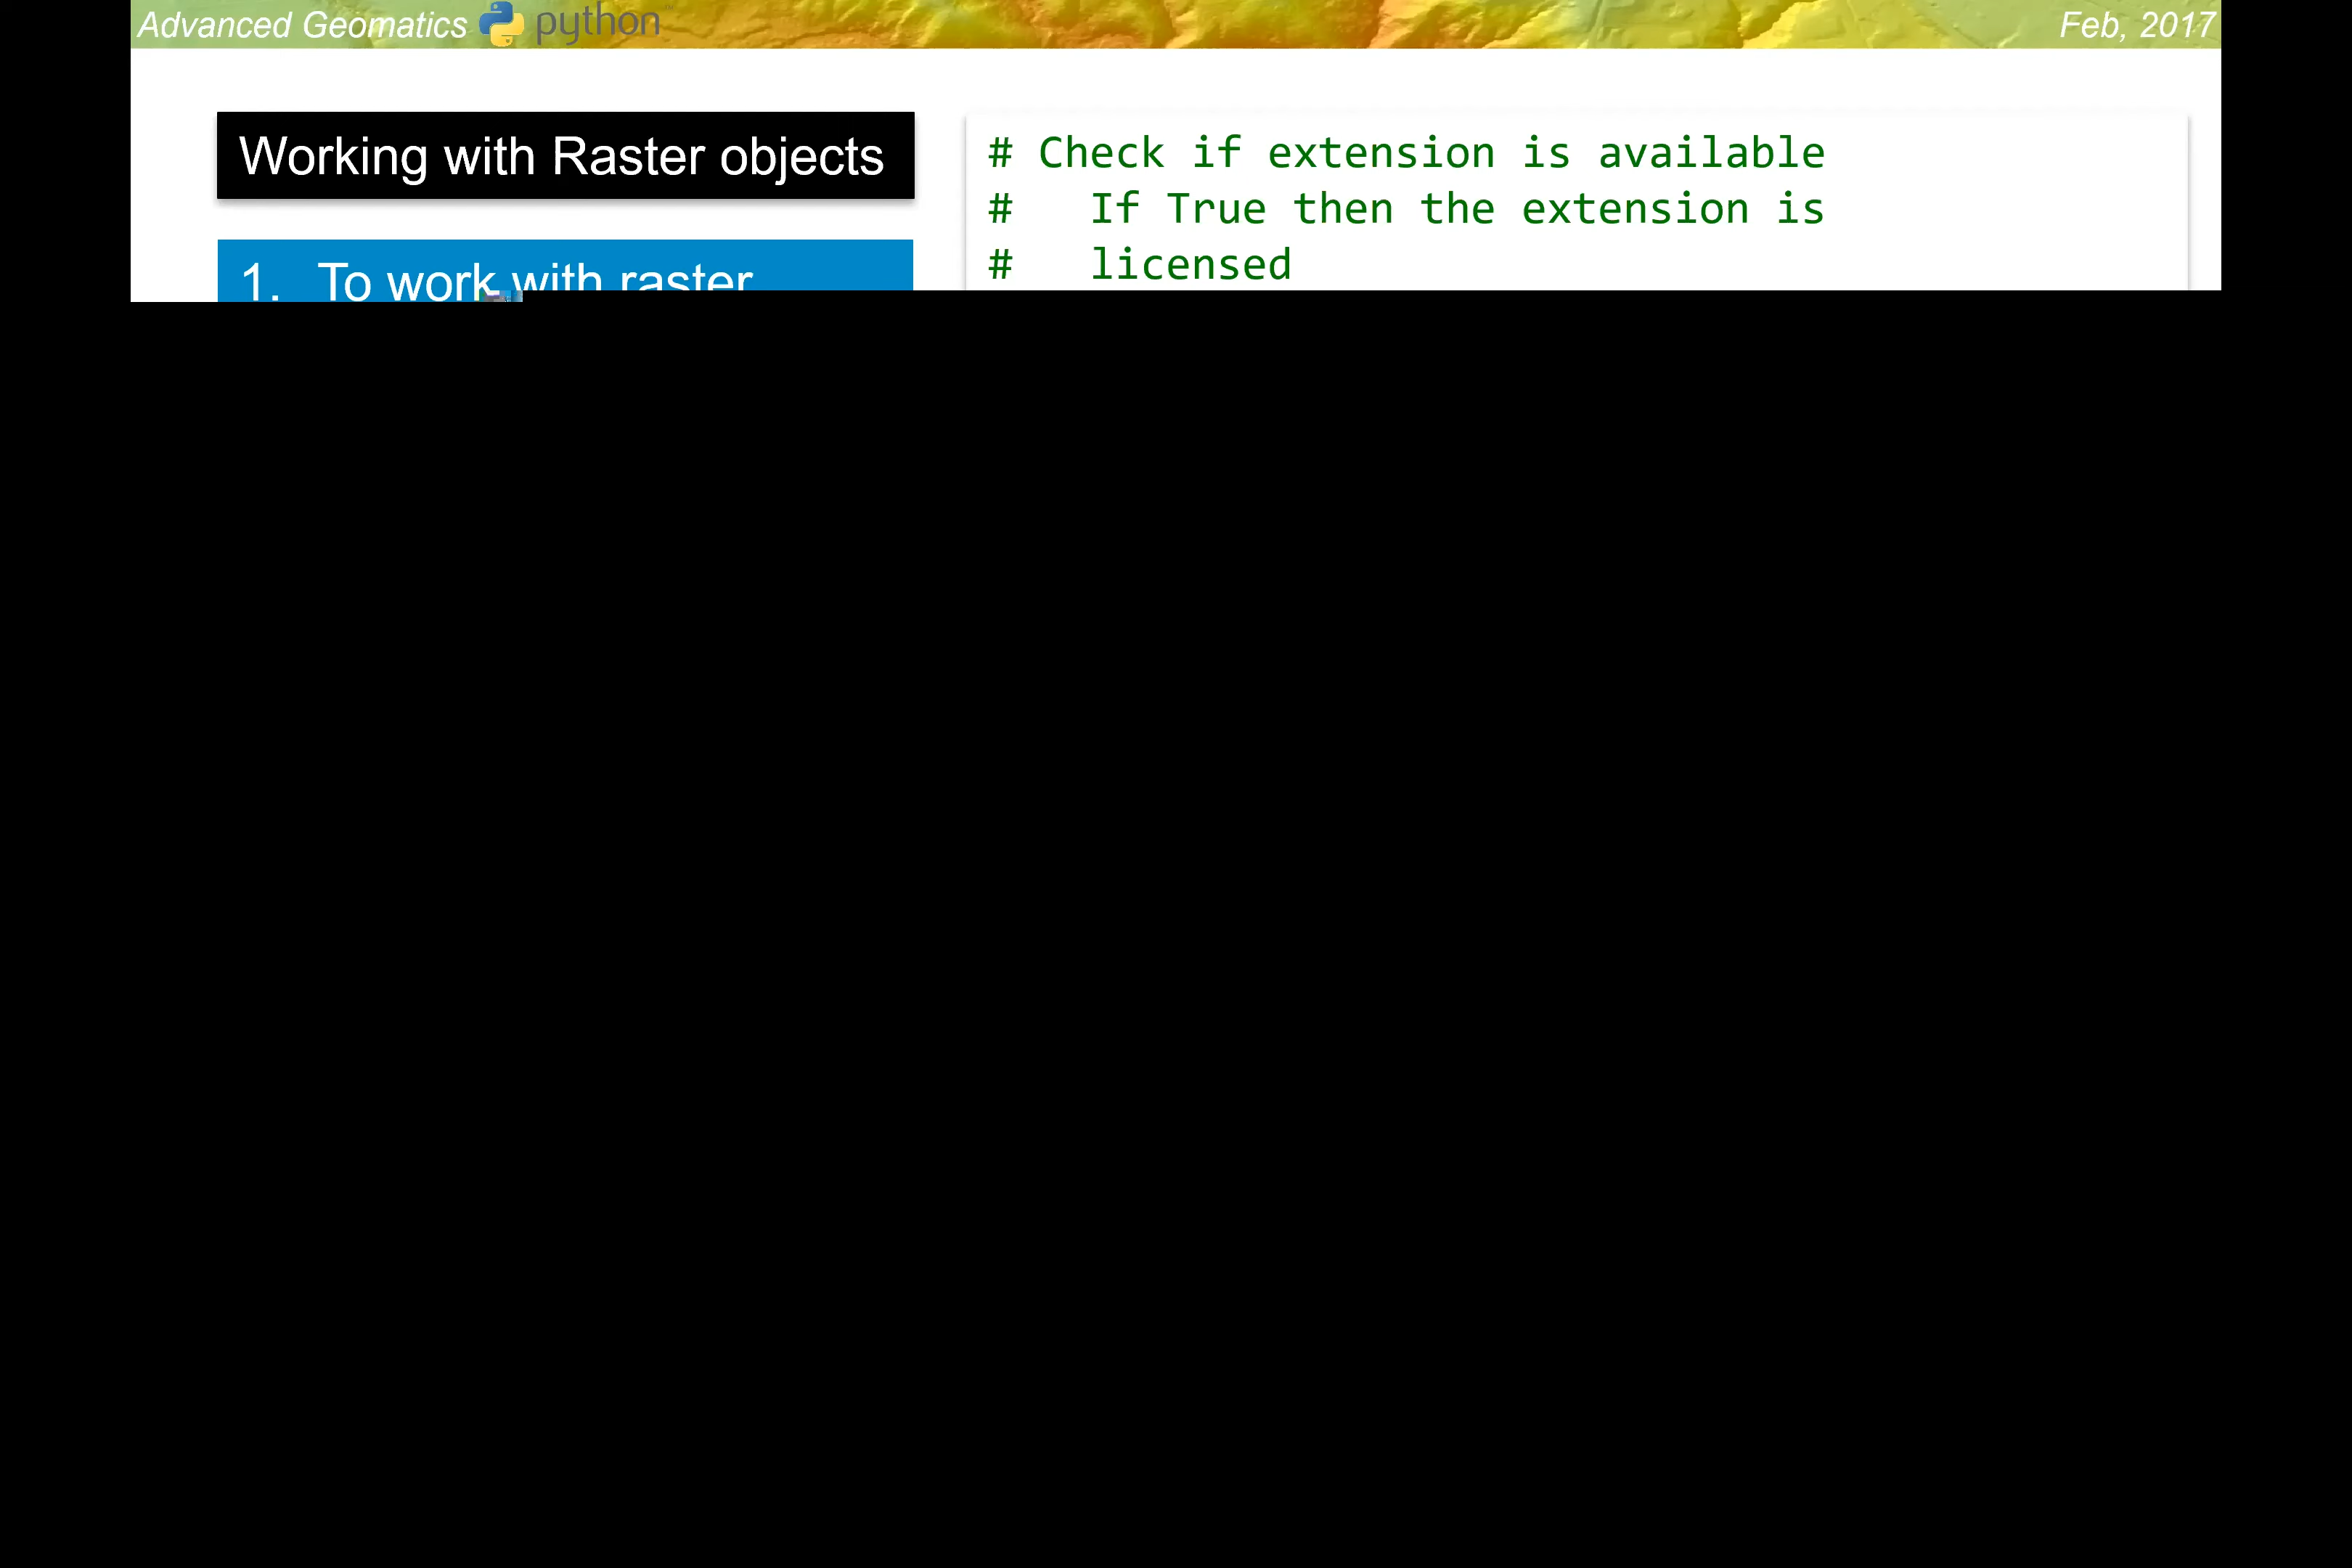 Advanced Geomatics python™ Feb, 2017
Working with Raster objects
1. To work with raster
# Check if extension is available
#   If True then the extension is
#   licensed